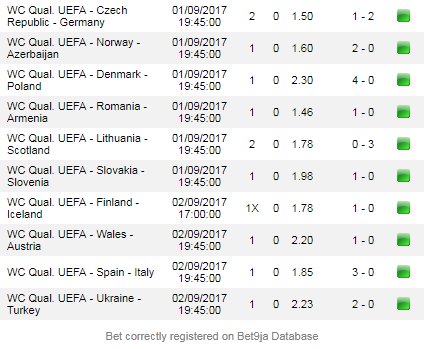 WC Qual. UEFA - Czech
Republic - Germany
01/09/2017
19:45:00
2 0 1.50 1 - 2
WC Qual. UEFA - Norway -
Azerbaijan
01/09/2017
19:45:00
1 0 1.60 2 - 0
WC Qual. UEFA - Denmark -
Poland
01/09/2017
19:45:00
1 0 2.30 4 - 0
WC Qual. UEFA - Romania -
Armenia
01/09/2017
19:45:00
1 0 1.46 1 - 0
WC Qual. UEFA - Lithuania -
Scotland
01/09/2017
19:45:00
2 0 1.78 0 - 3
WC Qual. UEFA - Slovakia -
Slovenia
01/09/2017
19:45:00
1 0 1.98 1 - 0
WC Qual. UEFA - Finland -
Iceland
02/09/2017
17:00:00
1X 0 1.78 1 - 0
WC Qual. UEFA - Wales -
Austria
02/09/2017
19:45:00
1 0 2.20 1 - 0
WC Qual. UEFA - Spain - Italy
02/09/2017
19:45:00
1 0 1.85 3 - 0
WC Qual. UEFA - Ukraine -
Turkey
02/09/2017
19:45:00
1 0 2.23 2 - 0
Bet correctly registered on Bet9ja Database